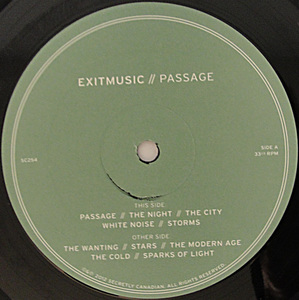 EXITMUSIC // PASSAGE
SC254
SIDE A
33⅓ RPM
THIS SIDE
PASSAGE // THE NIGHT // THE CITY
WHITE NOISE // STORMS
OTHER SIDE
THE WANTING // STARS // THE MODERN AGE
THE COLD // SPARKS OF LIGHT
©&℗ 2012 SECRETLY CANADIAN. ALL RIGHTS RESERVED.